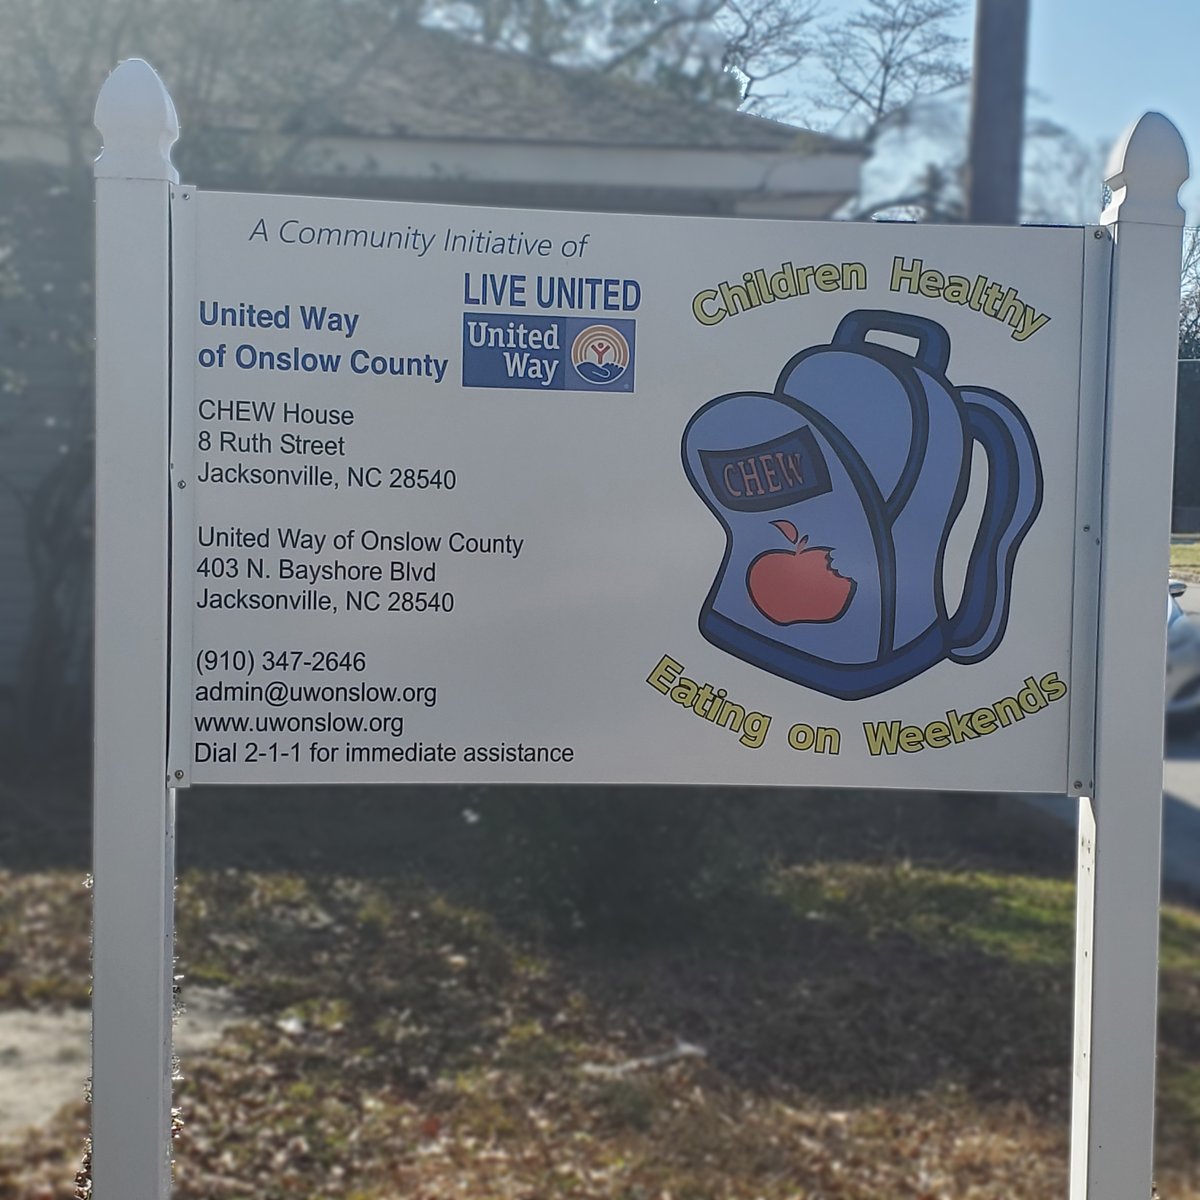 A Community Initiative of
United Way
of Onslow County
LIVE UNITED
United
Way
CHEW House
8 Ruth Street
Jacksonville, NC 28540
United Way of Onslow County
403 N. Bayshore Blvd
Jacksonville, NC 28540
(910) 347-2646
admin@uwonslow.org
www.uwonslow.org
Dial 2-1-1 for immediate assistance
Children Healthy
CHEW
Eating on Weekends